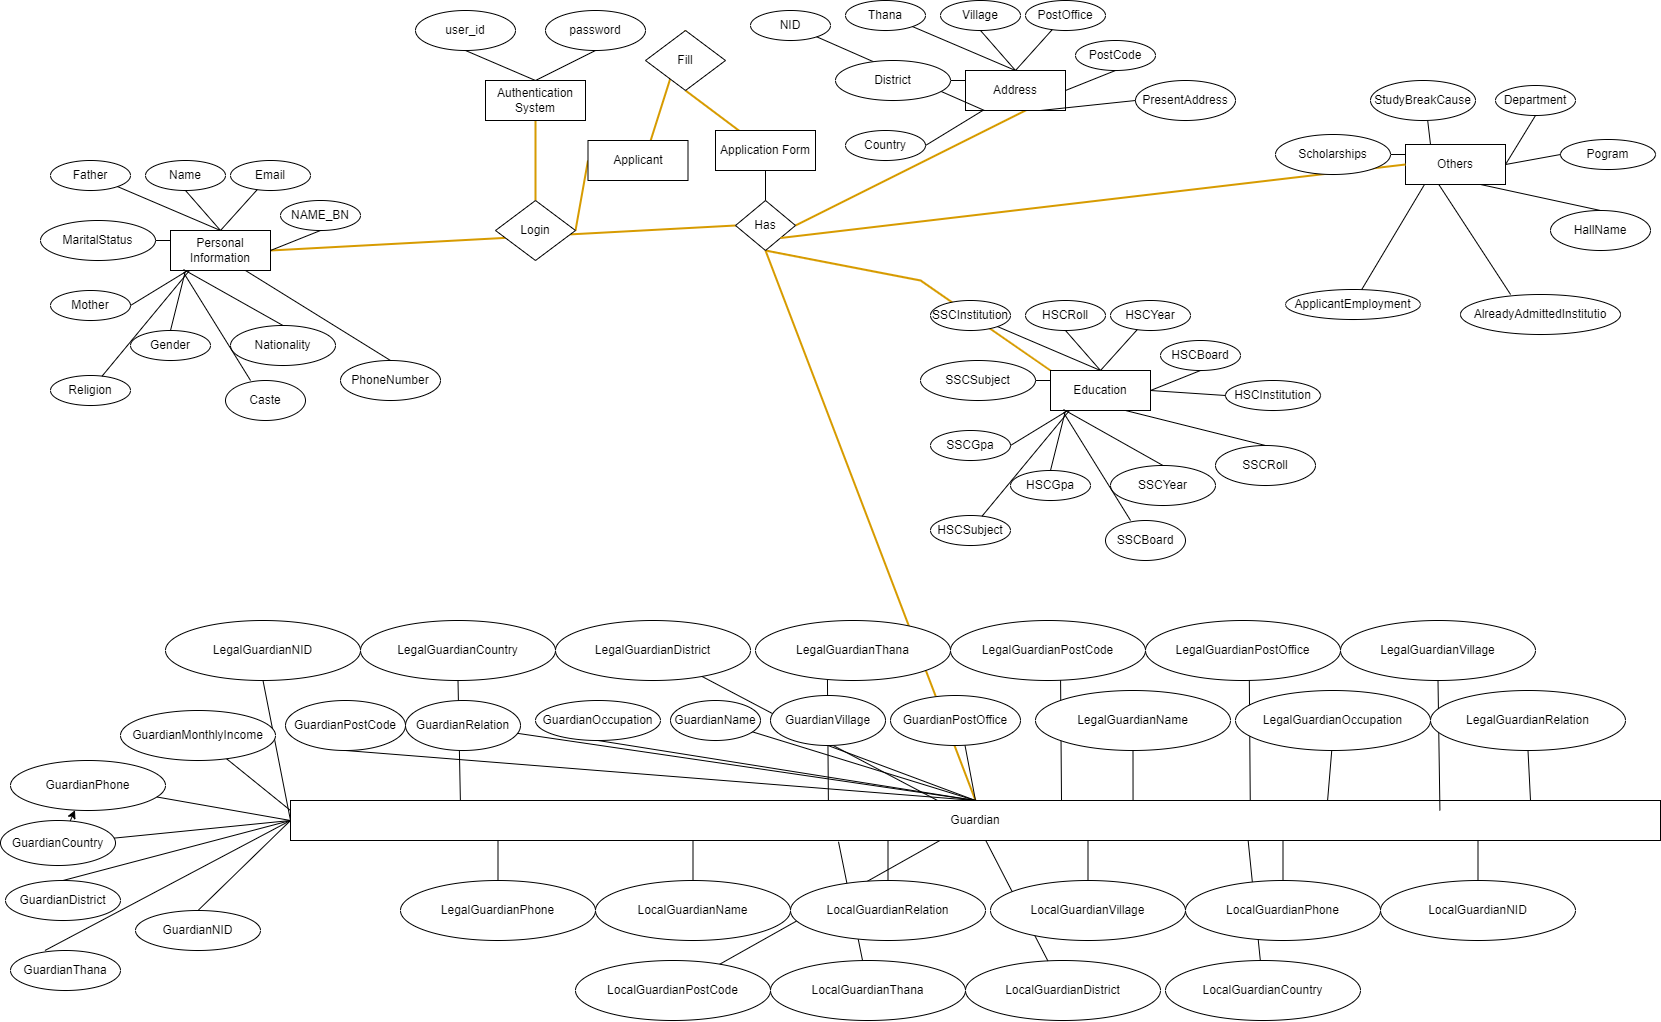 user_id
password
Fill
NID
Thana
Village
PostOffice
PostCode
District
Address
PresentAddress
Authentication
System
StudyBreakCause
Department
Applicant
Application Form
Country
Scholarships
Others
Pogram
Father
Name
Email
NAME_BN
MaritalStatus
Personal
Information
Login
Has
HallName
Mother
Gender
Nationality
PhoneNumber
Religion
Caste
SSCInstitution
HSCRoll
HSCYear
ApplicantEmployment
AlreadyAdmittedInstitutio
HSCBoard
SSCSubject
Education
HSCInstitution
SSCGpa
SSCRoll
HSCGpa
SSCYear
HSCSubject
SSCBoard
LegalGuardianNID
LegalGuardianCountry
LegalGuardianDistrict
LegalGuardianThana
LegalGuardianPostCode
LegalGuardianPostOffice
LegalGuardianVillage
GuardianMonthlyIncome
GuardianPostCode
GuardianRelation
GuardianOccupation
GuardianName
GuardianVillage
GuardianPostOffice
LegalGuardianName
LegalGuardianOccupation
LegalGuardianRelation
GuardianPhone
Guardian
GuardianCountry
GuardianDistrict
GuardianNID
GuardianThana
LegalGuardianPhone
LocalGuardianName
LocalGuardianRelation
LocalGuardianVillage
LocalGuardianPhone
LocalGuardianNID
LocalGuardianPostCode
LocalGuardianThana
LocalGuardianDistrict
LocalGuardianCountry